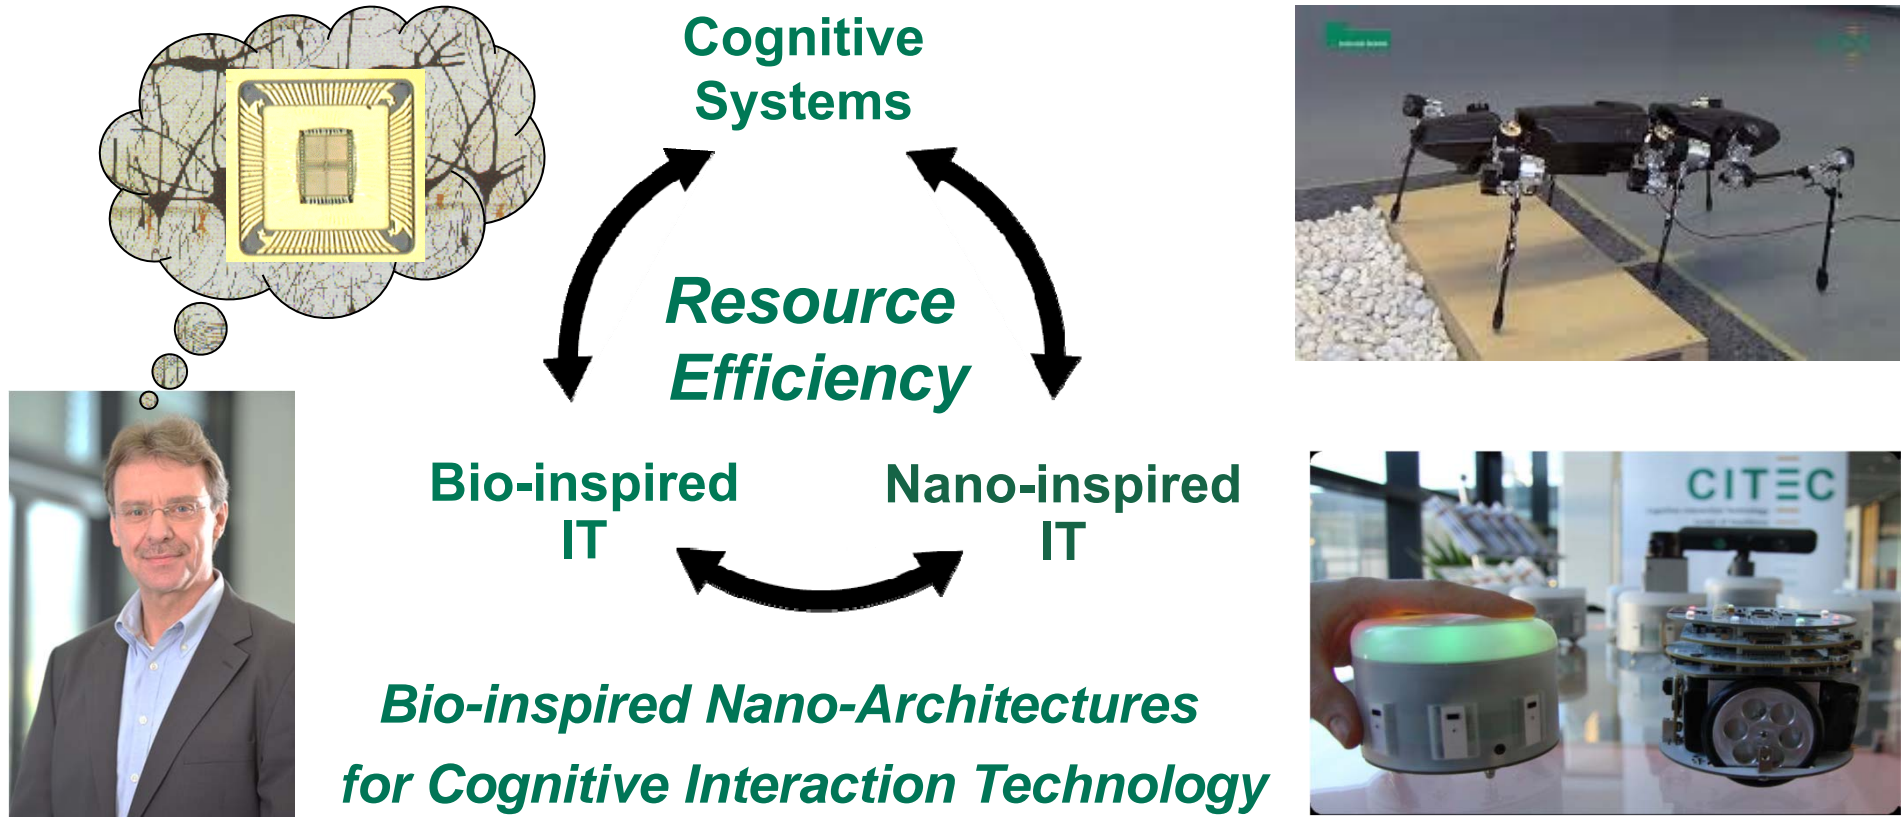 Cognitive
Systems
Resource
Efficiency
Bio-inspired
IT
Nano-inspired
IT
Bio-inspired Nano-Architectures
for Cognitive Interaction Technology
CITEC